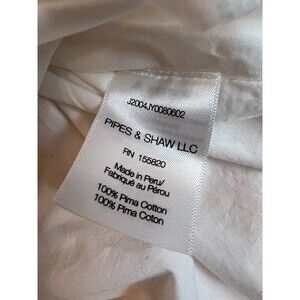 J2004JY0080602
PIPES & SHAW LLC
RN 155620
Made in Peru/
Fabriqué au Pérou
100% Pima Cotton
100% Pima Coton